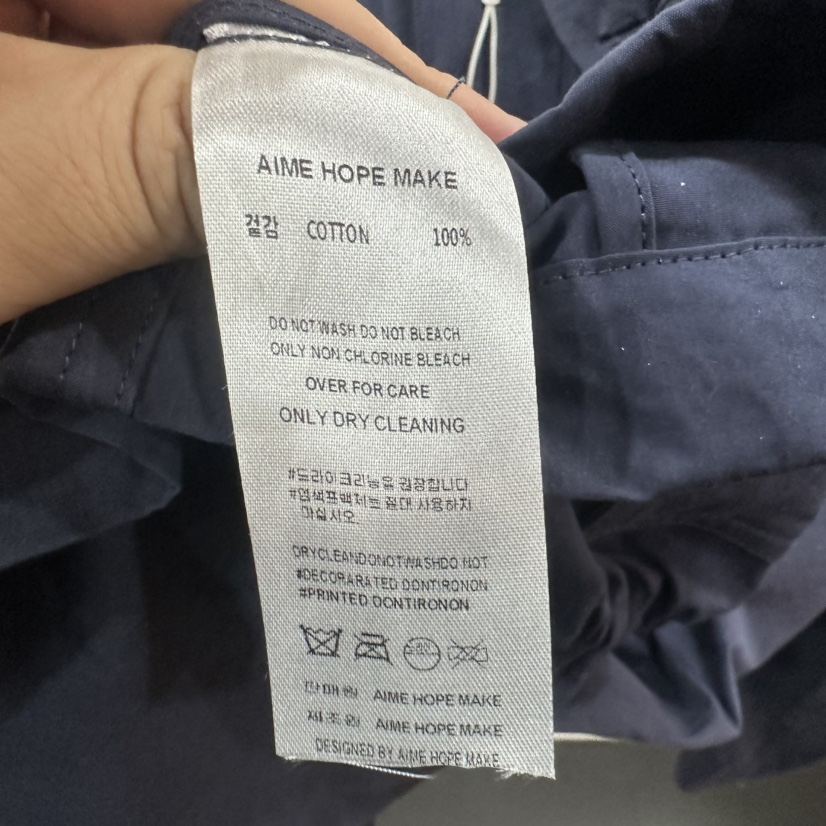 AIME HOPE MAKE
겉감 COTTON 100%
DO NOT WASH DO NOT BLEACH
ONLY NON CHLORINE BLEACH
OVER FOR CARE
ONLY DRY CLEANING
#드라이크리닝을 권장합니다
#염색표백제는 절대 사용하지
마십시오.
DRYCLEANDONOTWASHDO NOT
#DECORARATED DONTIRONON
#PRINTED DONTIRONON
판매원 AIME HOPE MAKE
제조원 AIME HOPE MAKE
DESIGNED BY AIME HOPE MAKE